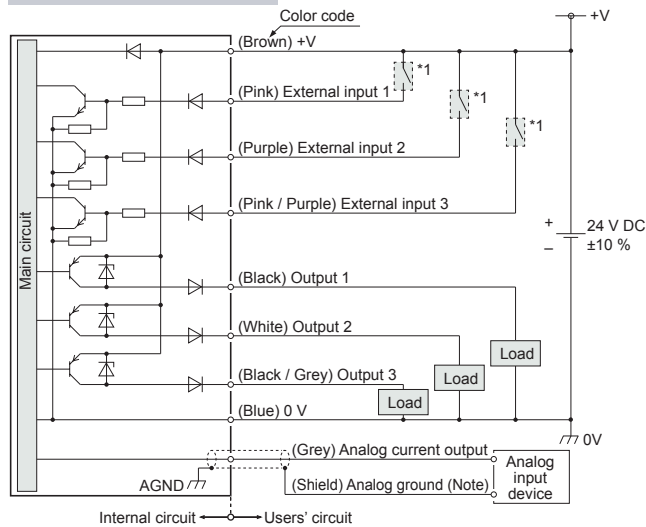 Color code
+V
(Brown) +V
*1
(Pink) External input 1
*1
(Purple) External input 2
*1
(Pink / Purple) External input 3
Main circuit
+
−
24 V DC
±10 %
(Black) Output 1
(White) Output 2
Load
(Black / Grey) Output 3
Load
Load
(Blue) 0 V
0V
(Grey) Analog current output
Analog
input
device
AGND
(Shield) Analog ground (Note)
Internal circuit
Users' circuit